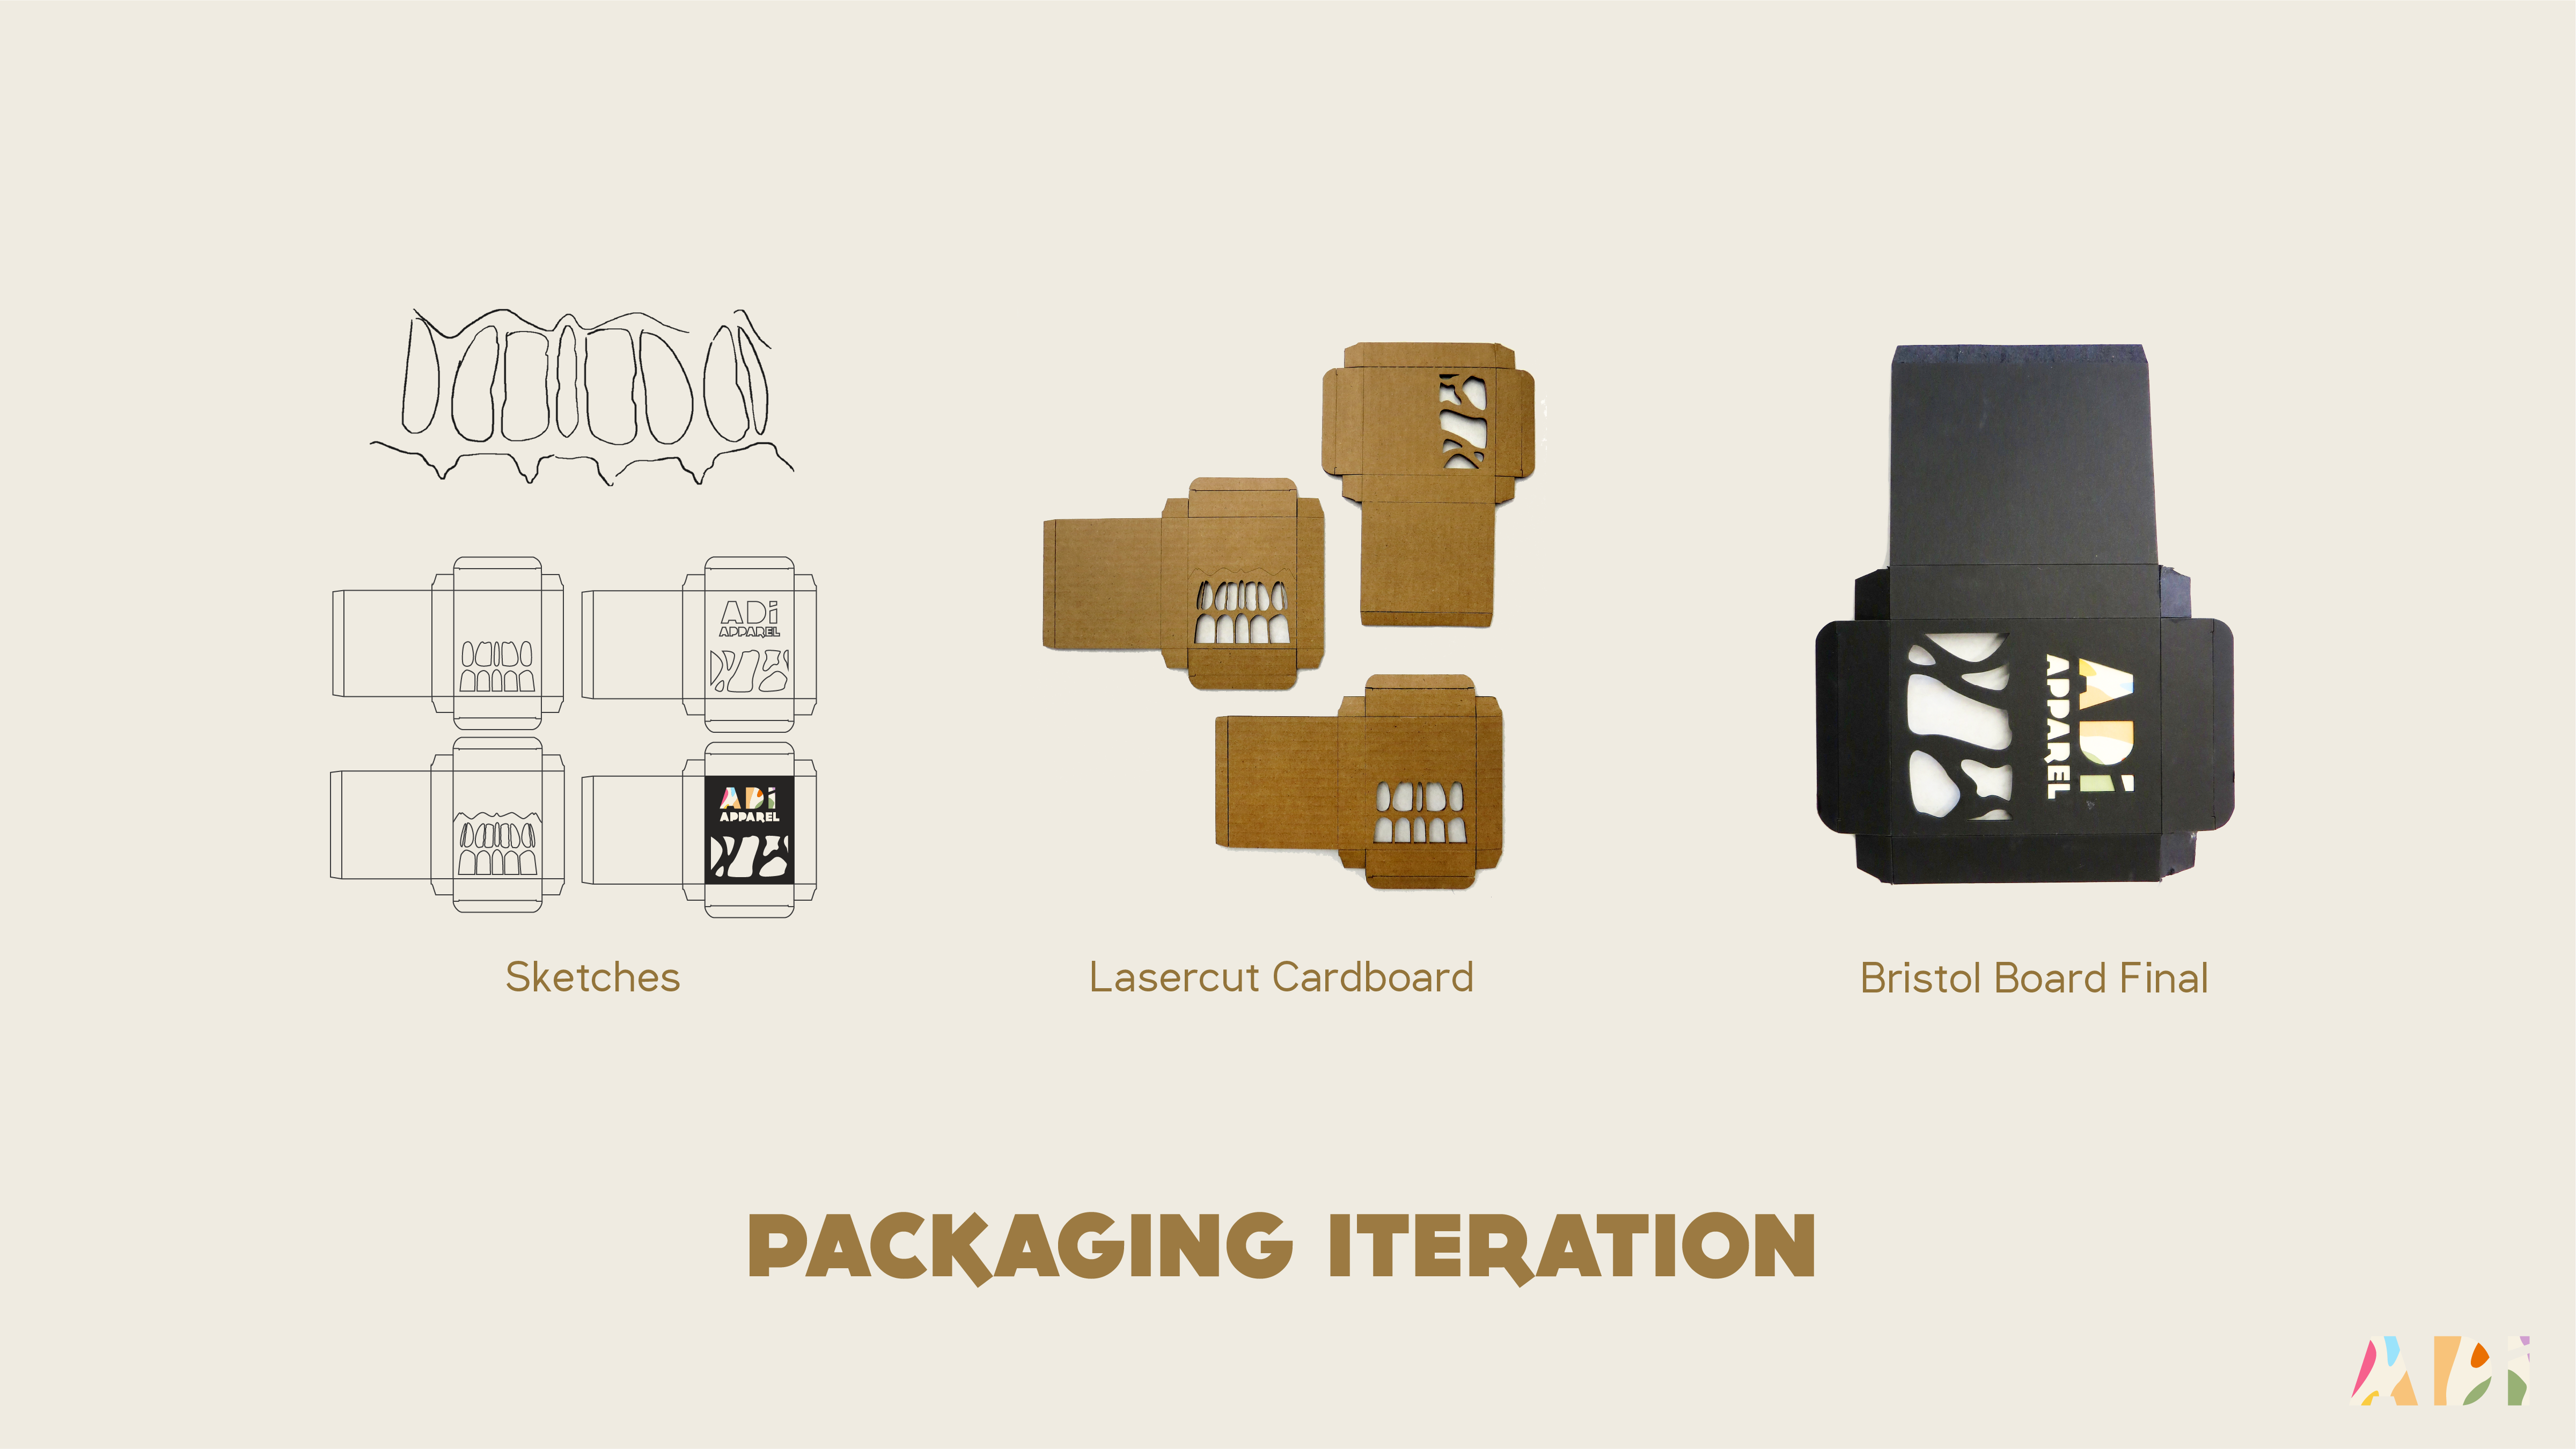 ADi
APPAREL
ADi
APPAREL
ADi
APPAREL
Sketches
Lasercut Cardboard
Bristol Board Final
PACKAGING ITERATION
ADi